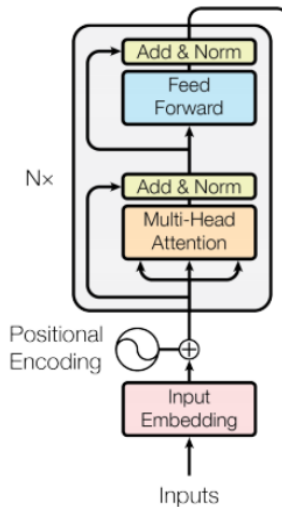 Add & Norm
Feed
Forward
N×
Add & Norm
Multi-Head
Attention
Positional
Encoding
Input
Embedding
Inputs